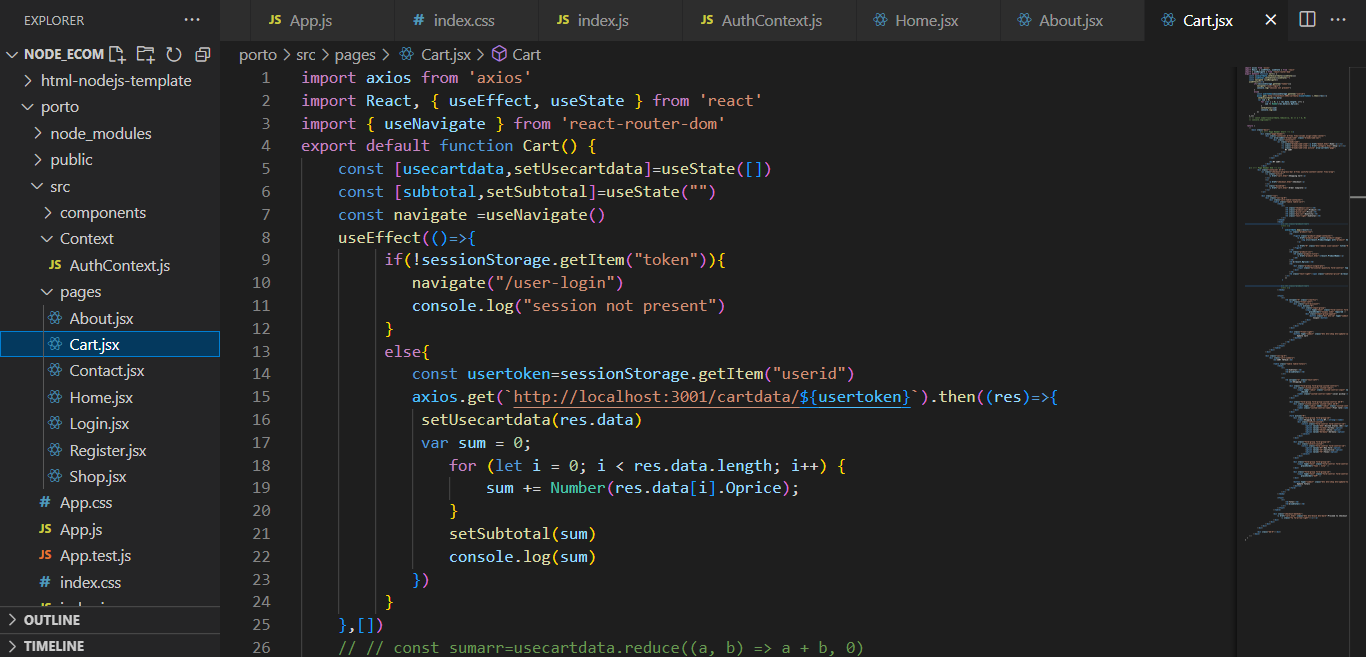 EXPLORER ···
NODE_ECOM
html-nodejs-template
porto
node_modules
public
src
components
Context
JS AuthContext.js
pages
About.jsx
Cart.jsx
Contact.jsx
Home.jsx
Login.jsx
Register.jsx
Shop.jsx
# App.css
JS App.js
JS App.test.js
# index.css
OUTLINE
TIMELINE
JS App.js # index.css JS index.js JS AuthContext.js Home.jsx About.jsx Cart.jsx ···
porto > src > pages > Cart.jsx > Cart
1 import axios from 'axios'
2 import React, { useEffect, useState } from 'react'
3 import { useNavigate } from 'react-router-dom'
4 export default function Cart() {
5 const [usecartdata,setUsecartdata]=useState([])
6 const [subtotal,setSubtotal]=useState("")
7 const navigate =useNavigate()
8 useEffect(()=>{
9 if(!sessionStorage.getItem("token")){
10 navigate("/user-login")
11 console.log("session not present")
12 }
13 else{
14 const usertoken=sessionStorage.getItem("userid")
15 axios.get(`http://localhost:3001/cartdata/${usertoken}`).then((res)=>{
16 setUsecartdata(res.data)
17 var sum = 0;
18 for (let i = 0; i < res.data.length; i++) {
19 sum += Number(res.data[i].Oprice);
20 }
21 setSubtotal(sum)
22 console.log(sum)
23 })
24 }
25 },[])
26 // // const sumarr=usecartdata.reduce((a, b) => a + b, 0)